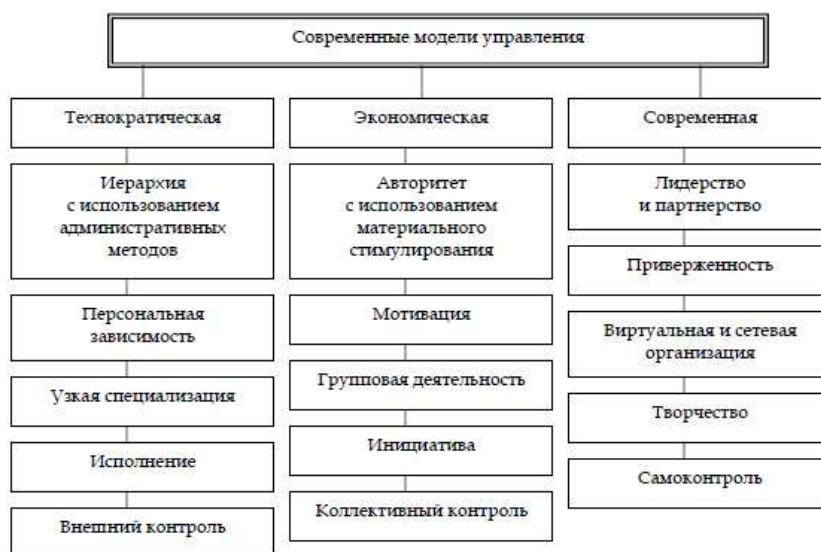 Современные модели управления
Технократическая
Иерархия
с использованием
административных
методов
Персональная
зависимость
Узкая специализация
Исполнение
Внешний контроль
Экономическая
Авторитет
с использованием
материального
стимулирования
Мотивация
Групповая деятельность
Инициатива
Коллективный контроль
Современная
Лидерство
и партнерство
Приверженность
Виртуальная и сетевая
организация
Творчество
Самоконтроль